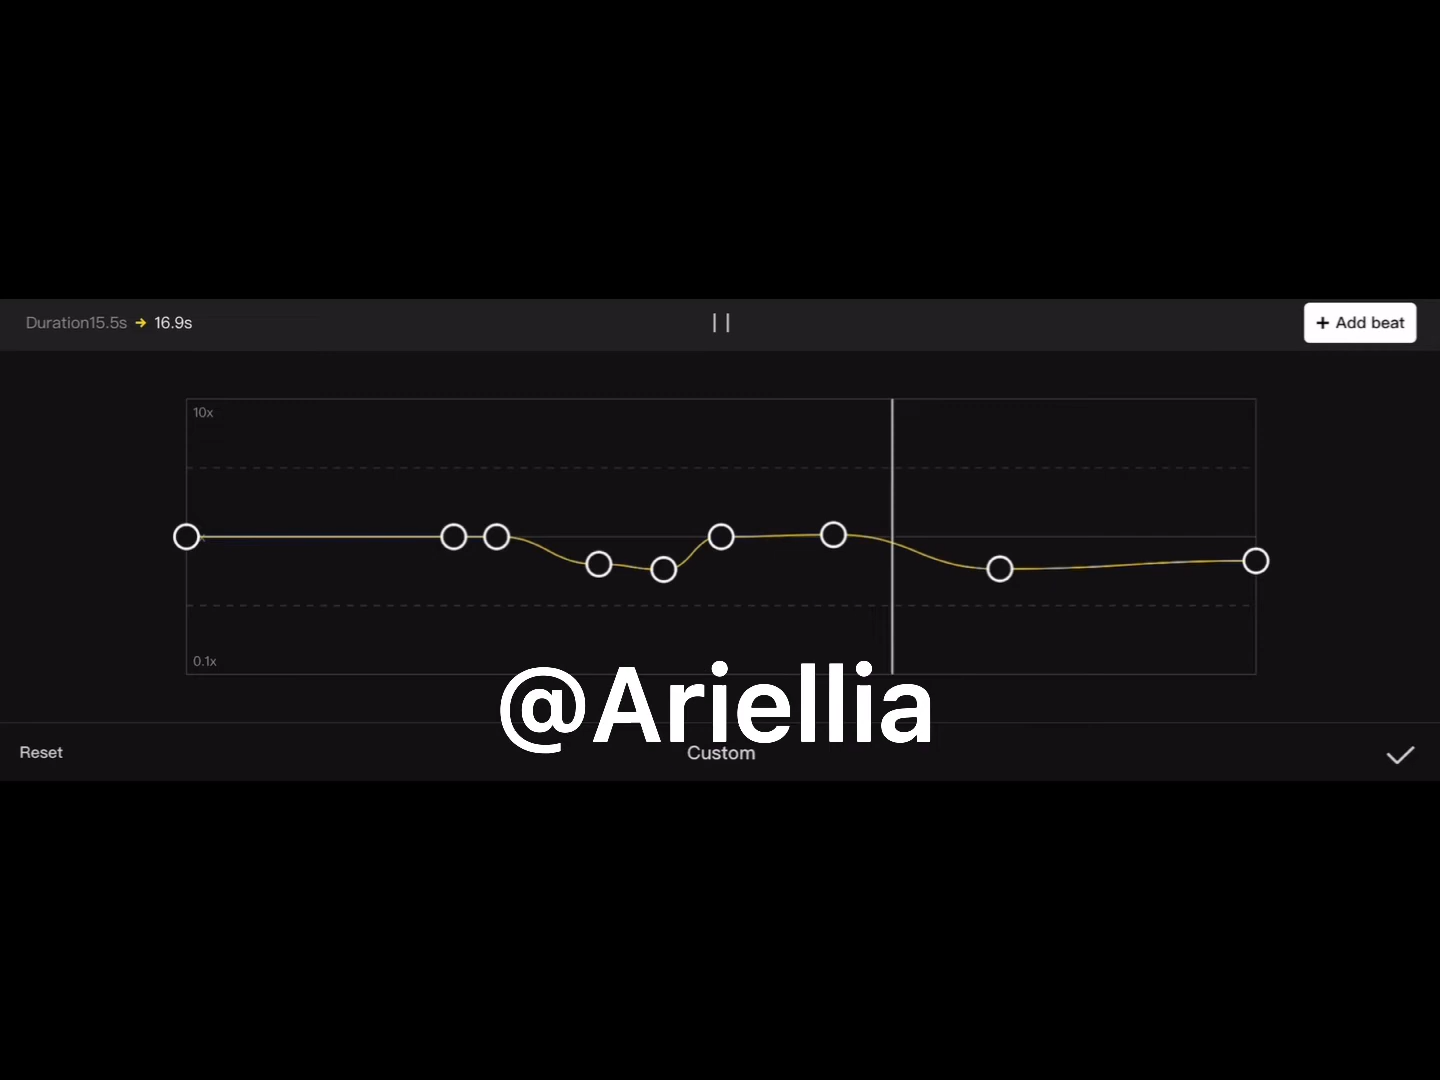 Duration15.5s → 16.9s
+ Add beat
10x
0.1x
@Ariellia
Reset
Custom